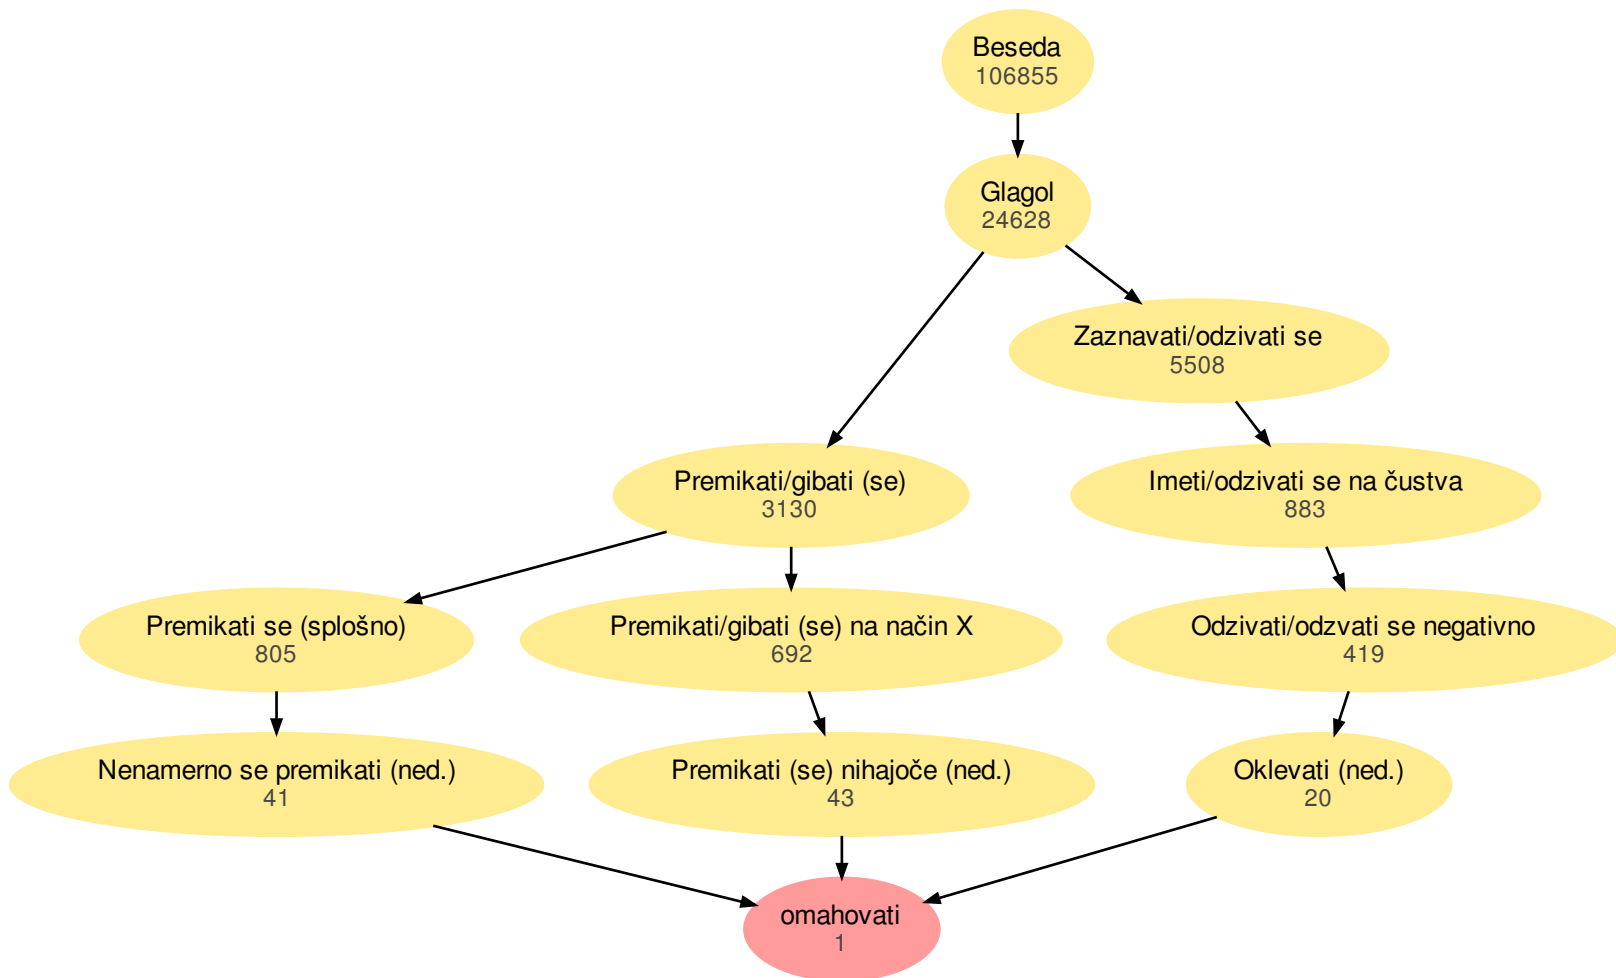 Beseda
106855
Glagol
24628
Zaznavati/odzivati se
5508
Premikati/gibati (se)
3130
Imeti/odzivati se na čustva
883
Premikati se (splošno)
805
Premikati/gibati (se) na način X
692
Odzivati/odzvati se negativno
419
Nenamerno se premikati (ned.)
41
Premikati (se) nihajoče (ned.)
43
Oklevati (ned.)
20
omahovati
1